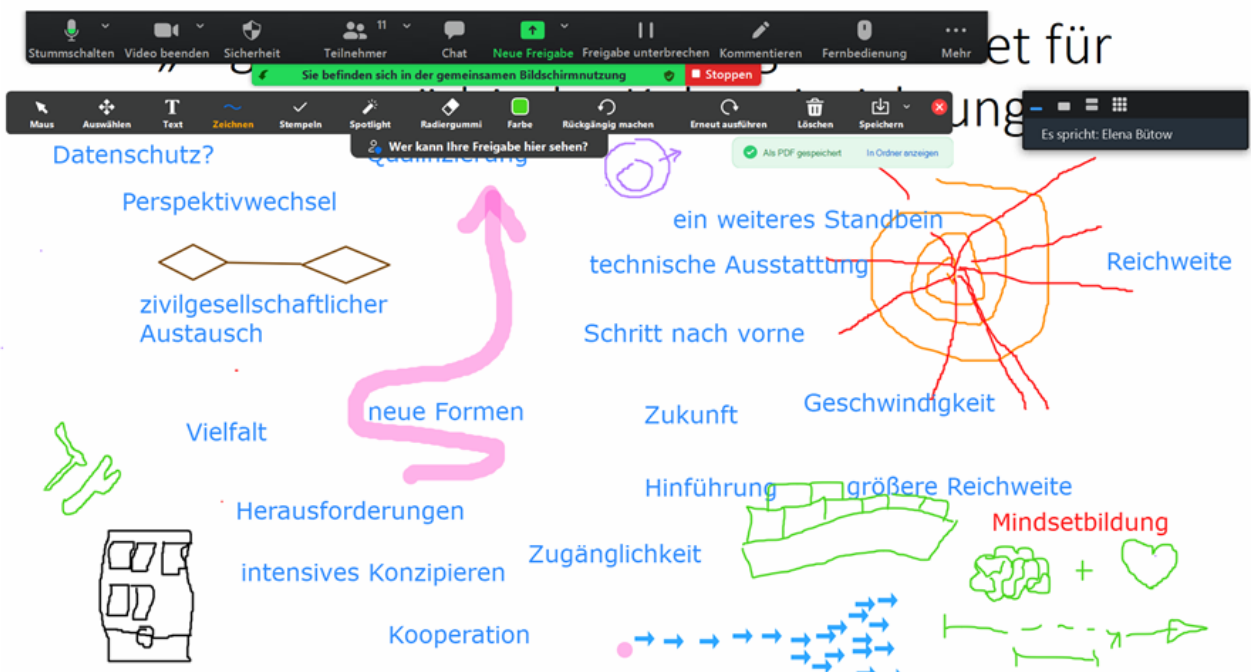 Stummschalten Video beenden Sicherheit Teilnehmer 11 Chat Neue Freigabe Freigabe unterbrechen Kommentieren Fernbedienung Mehr
et für
Sie befinden sich in der gemeinsamen Bildschirmnutzung Stoppen
Maus Auswählen Text Zeichnen Stempeln Spotlight Radiergummi Farbe Rückgängig machen Erneut ausführen Löschen Speichern
ung
Es spricht: Elena Bütow
Wer kann Ihre Freigabe hier sehen?
Als PDF gespeichert In Ordner anzeigen
Datenschutz?
Qualifizierung
Perspektivwechsel
ein weiteres Standbein
technische Ausstattung
Reichweite
zivilgesellschaftlicher
Austausch
Schritt nach vorne
neue Formen
Zukunft
Geschwindigkeit
Vielfalt
Hinführung
größere Reichweite
Herausforderungen
Mindsetbildung
Zugänglichkeit
intensives Konzipieren
Kooperation